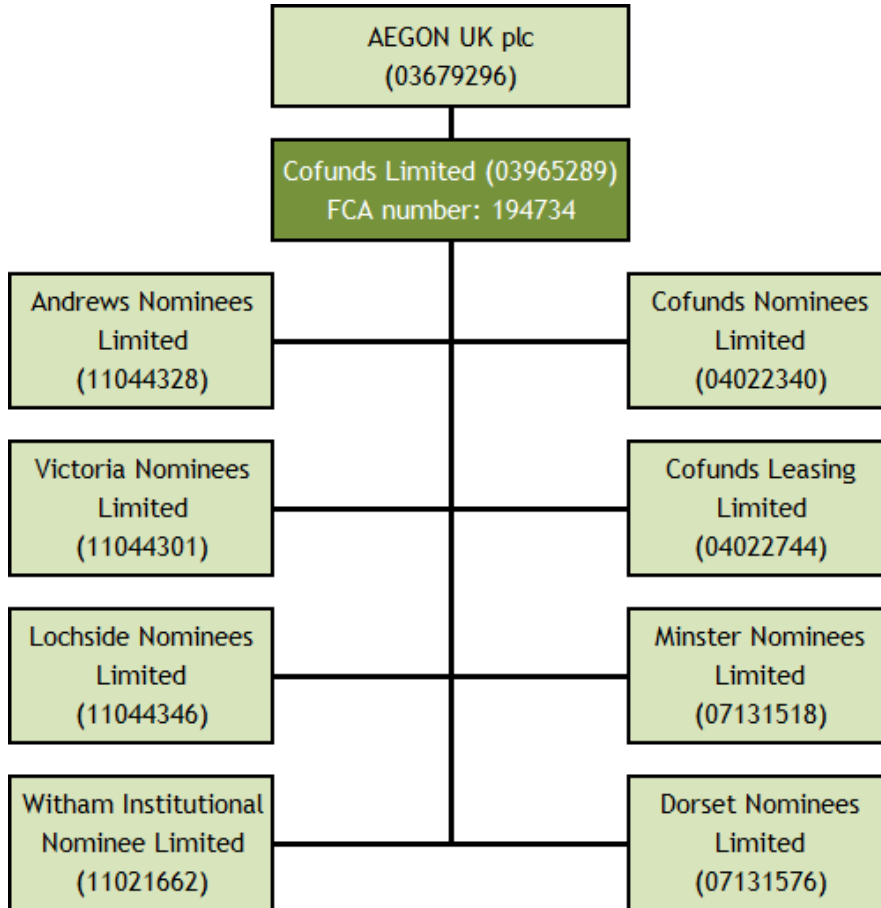 AEGON UK plc
(03679296)
Cofunds Limited (03965289)
FCA number: 194734
Andrews Nominees
Limited
(11044328)
Cofunds Nominees
Limited
(04022340)
Victoria Nominees
Limited
(11044301)
Cofunds Leasing
Limited
(04022744)
Lochside Nominees
Limited
(11044346)
Minster Nominees
Limited
(07131518)
Witham Institutional
Nominee Limited
(11021662)
Dorset Nominees
Limited
(07131576)